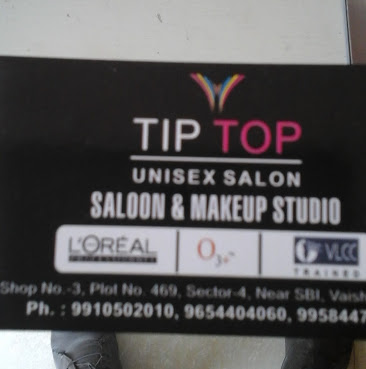 TIP TOP
UNISEX SALON
SALOON & MAKEUP STUDIO
L'ORÉAL O3+ VLCC
PROFESSIONNEL TRAINED
Shop No.-3, Plot No. 469, Sector-4, Near SBI, Vaish
Ph. : 9910502010, 9654404060, 9958447